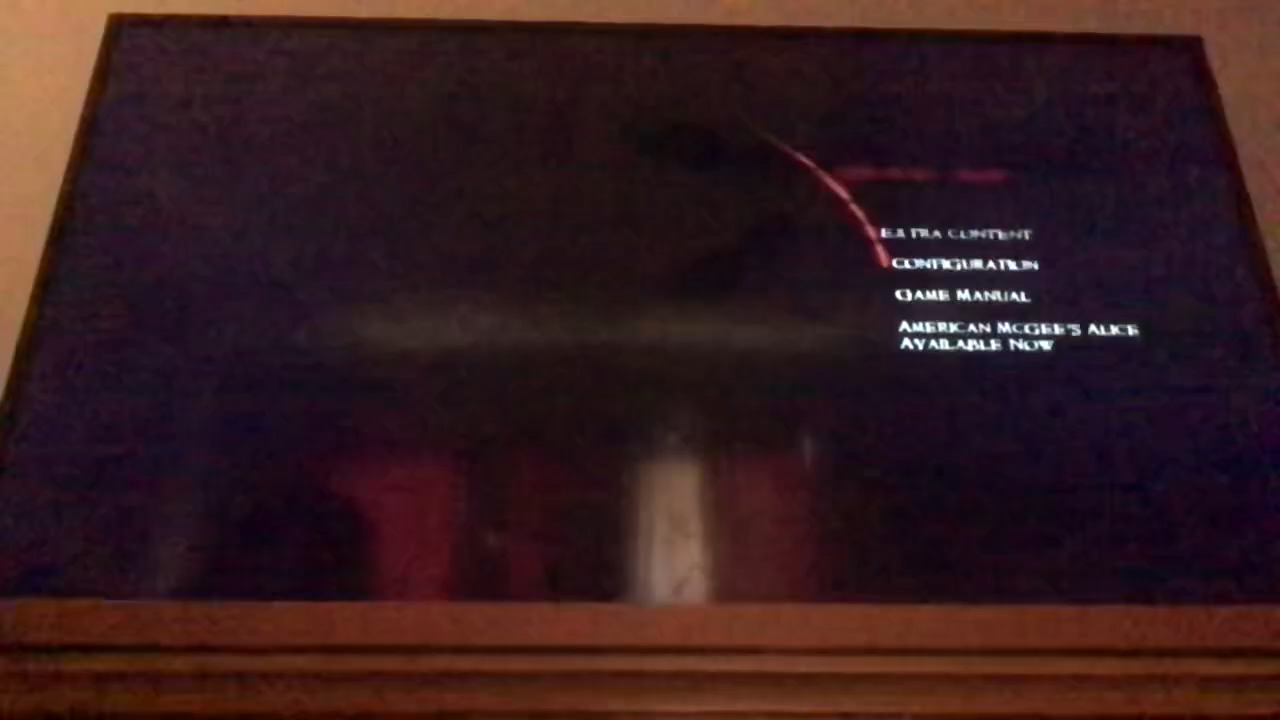 EXTRA CONTENT
CONFIGURATION
GAME MANUAL
AMERICAN MCGEE'S ALICE
AVAILABLE NOW